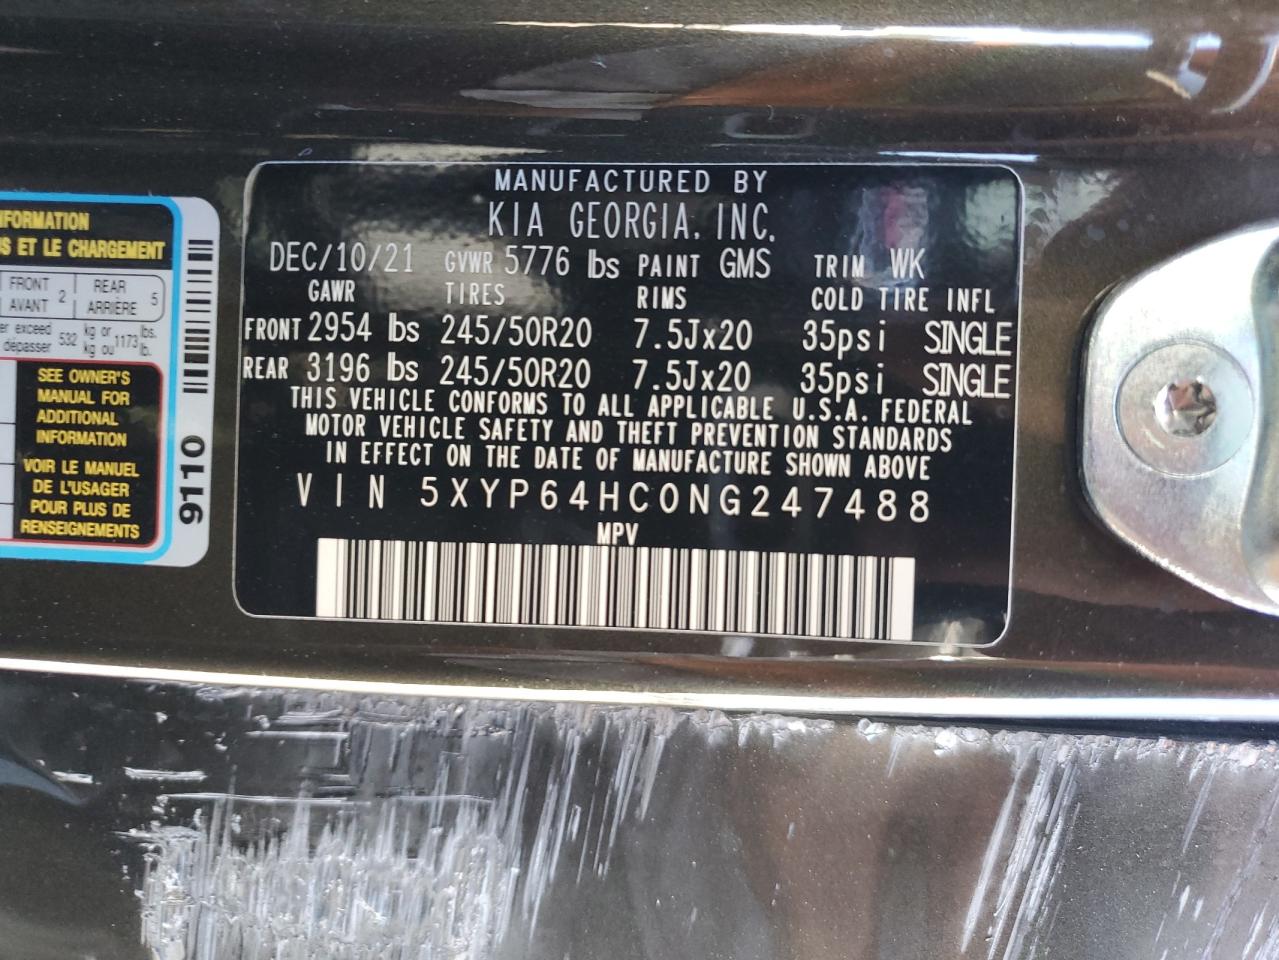 MANUFACTURED BY
KIA GEORGIA, INC.
DEC/10/21 GVWR 5776 lbs PAINT GMS TRIM WK
GAWR TIRES RIMS COLD TIRE INFL
FRONT 2954 lbs 245/50R20 7.5Jx20 35psi SINGLE
REAR 3196 lbs 245/50R20 7.5Jx20 35psi SINGLE
THIS VEHICLE CONFORMS TO ALL APPLICABLE U.S.A. FEDERAL
MOTOR VEHICLE SAFETY AND THEFT PREVENTION STANDARDS
IN EFFECT ON THE DATE OF MANUFACTURE SHOWN ABOVE
VIN 5XYP64HC0NG247488
MPV
NFORMATION
S ET LE CHARGEMENT
FRONT 2 REAR 5
AVANT ARRIÈRE
er exceed 532 kg or 1173 lbs.
dépasser kg ou lb.
SEE OWNER'S
MANUAL FOR
ADDITIONAL
INFORMATION
VOIR LE MANUEL
DE L'USAGER
POUR PLUS DE
RENSEIGNEMENTS
9110